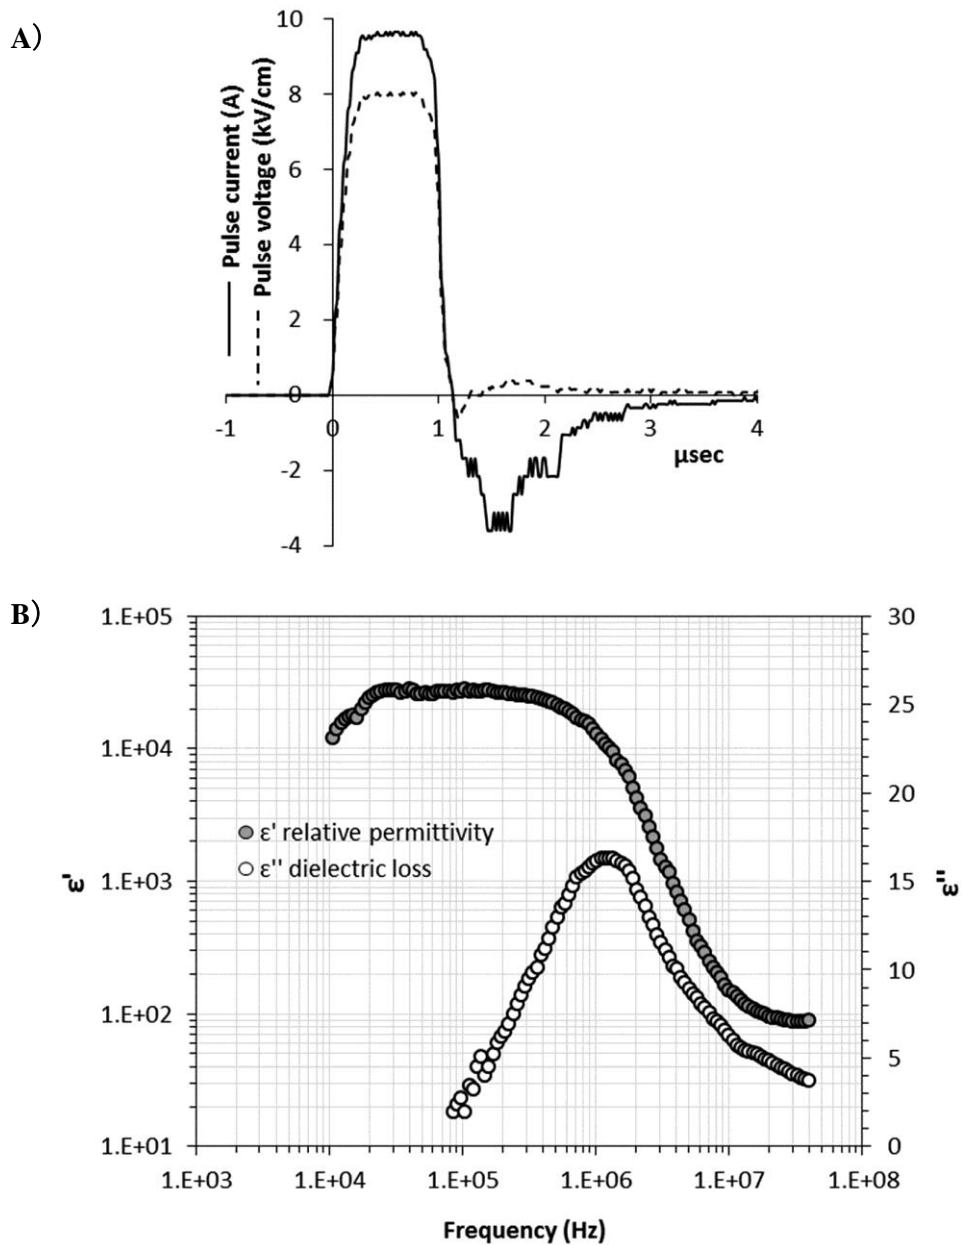 A)
Pulse current (A)
Pulse voltage (kV/cm)
10
8
6
4
2
0
-2
-4
-1 0 1 2 3 4
μsec
B)
1.E+05
1.E+04
1.E+03
1.E+02
1.E+01
ε'
30
25
20
15
10
5
0
ε''
ε' relative permittivity
ε'' dielectric loss
1.E+03 1.E+04 1.E+05 1.E+06 1.E+07 1.E+08
Frequency (Hz)